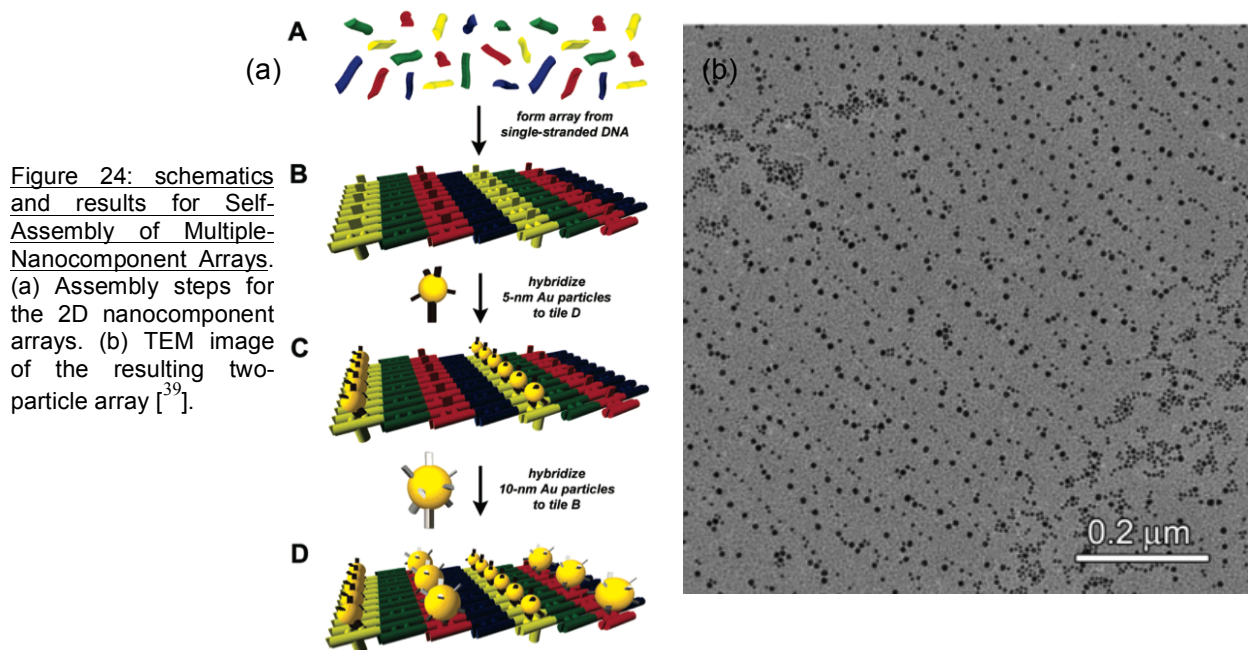 Figure 24: schematics
and results for Self-
Assembly of Multiple-
Nanocomponent Arrays.
(a) Assembly steps for
the 2D nanocomponent
arrays. (b) TEM image
of the resulting two-
particle array [39].
(a)
A
form array from
single-stranded DNA
B
hybridize
5-nm Au particles
to tile D
C
hybridize
10-nm Au particles
to tile B
D
(b)
0.2 µm